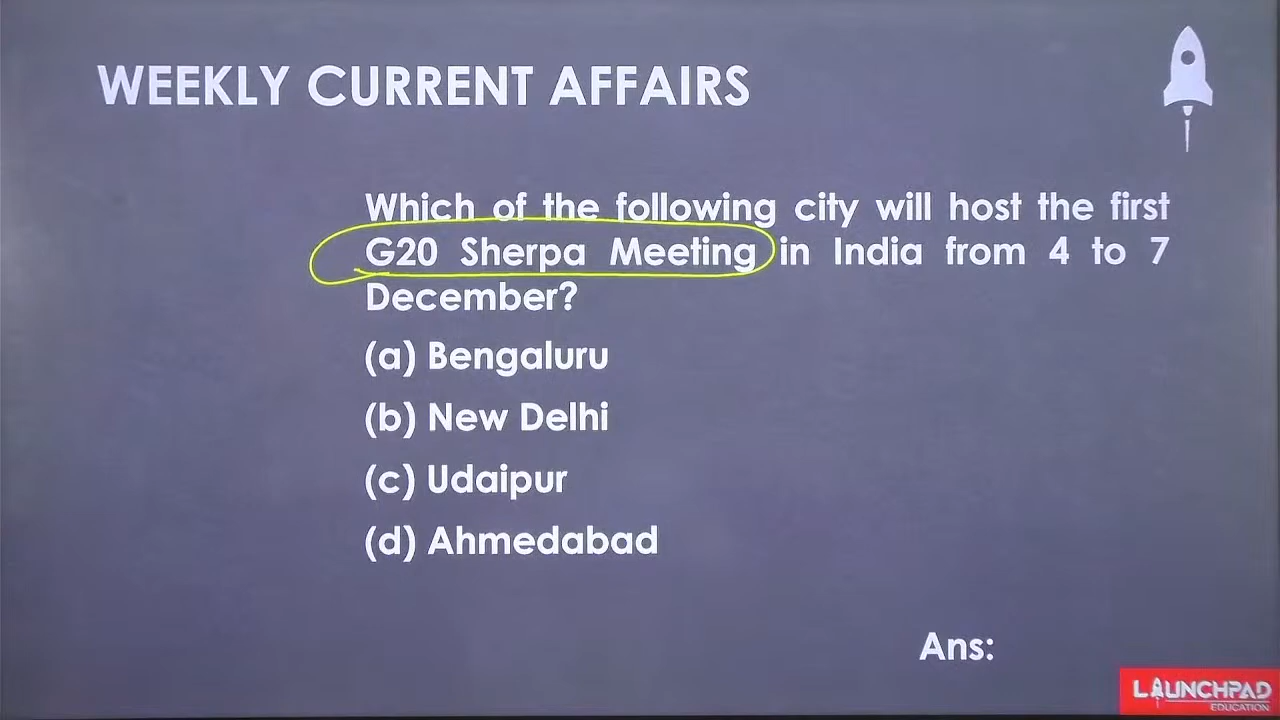 WEEKLY CURRENT AFFAIRS
Which of the following city will host the first
G20 Sherpa Meeting in India from 4 to 7
December?
(a) Bengaluru
(b) New Delhi
(c) Udaipur
(d) Ahmedabad
Ans:
LAUNCHPAD
EDUCATION